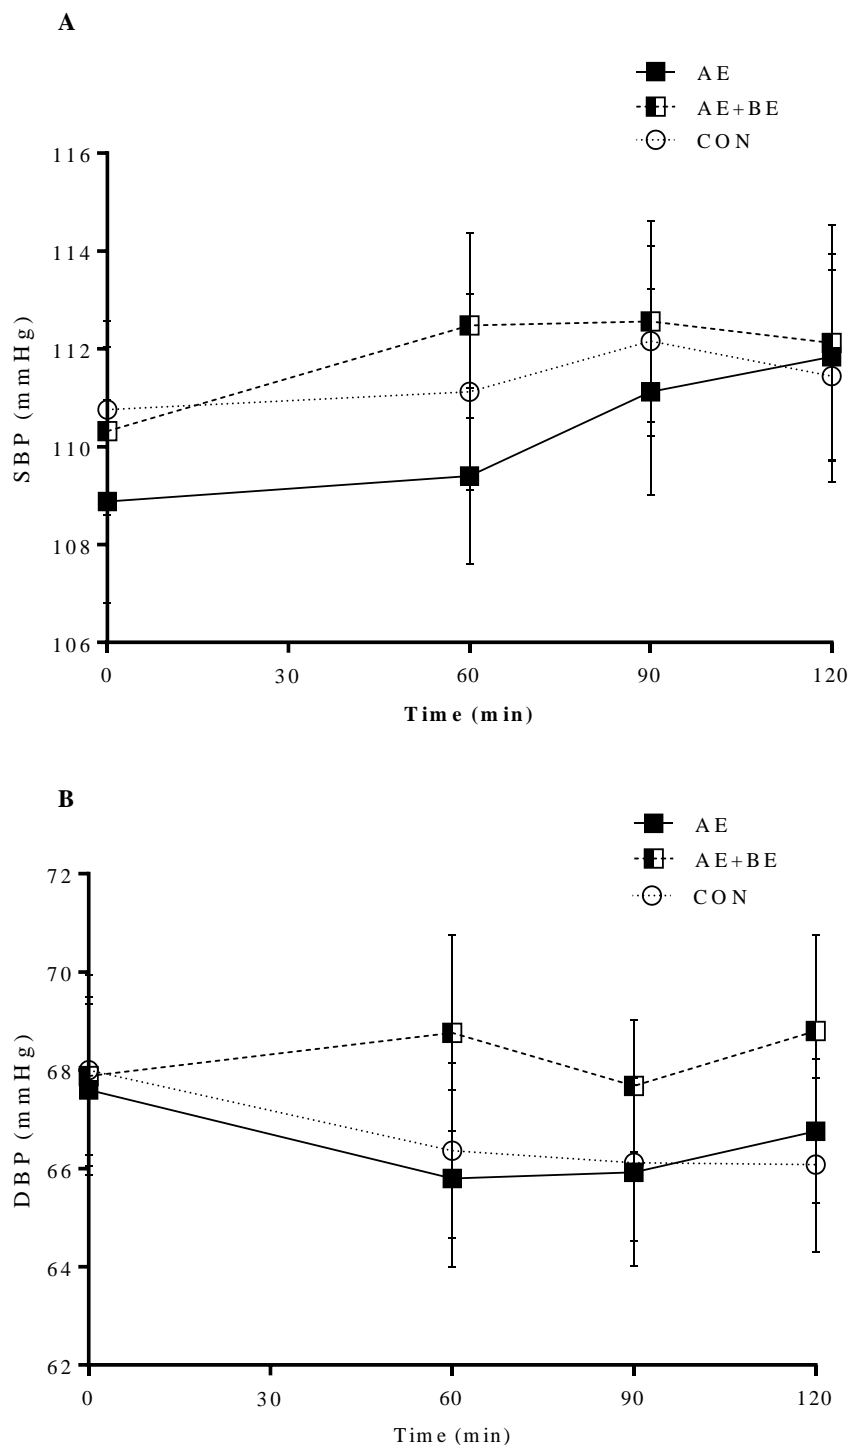 A
AE
AE+BE
CON
116
114
112
110
108
106
SBP (mmHg)
0 30 60 90 120
Time (min)
B
AE
AE+BE
CON
72
70
68
66
64
62
DBP (mmHg)
0 30 60 90 120
Time (min)